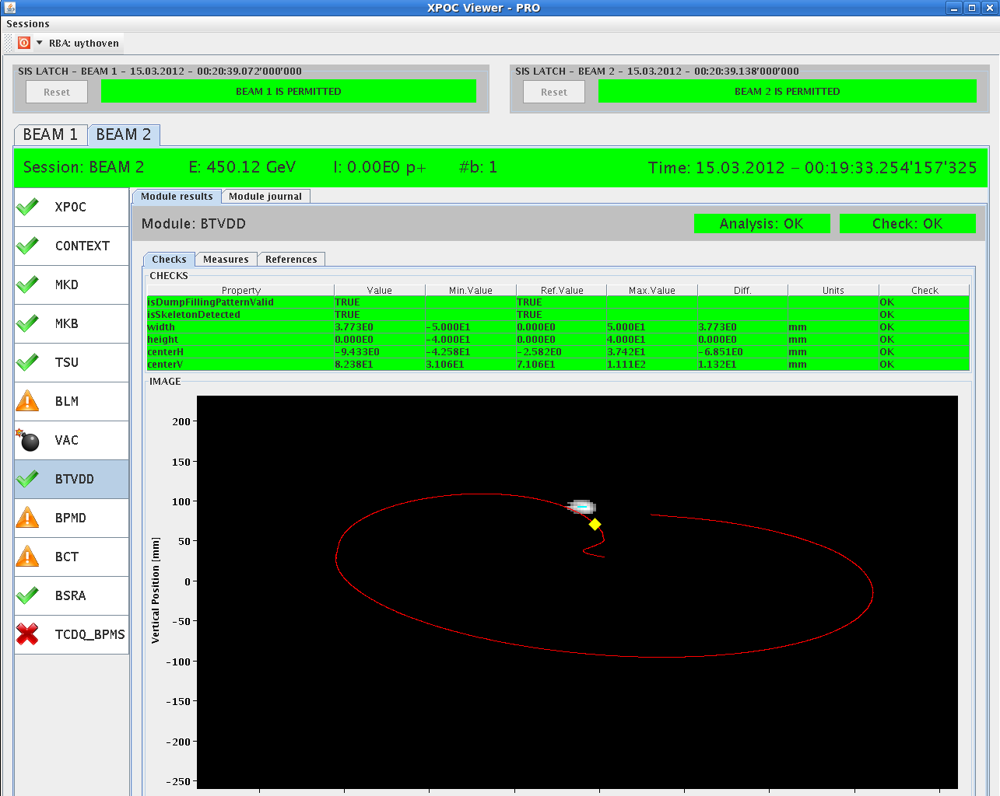 XPOC Viewer - PRO
Sessions
RBA: uythoven
SIS LATCH - BEAM 1 - 15.03.2012 - 00:20:39.072'000'000
Reset
BEAM 1 IS PERMITTED
SIS LATCH - BEAM 2 - 15.03.2012 - 00:20:39.138'000'000
Reset
BEAM 2 IS PERMITTED
BEAM 1 BEAM 2
Session: BEAM 2 E: 450.12 GeV I: 0.00E0 p+ #b: 1 Time: 15.03.2012 - 00:19:33.254'157'325
XPOC
CONTEXT
MKD
MKB
TSU
BLM
VAC
BTVDD
BPMD
BCT
BSRA
TCDQ_BPMS
Module results Module journal
Module: BTVDD Analysis: OK Check: OK
Checks Measures References
CHECKS
Property Value Min.Value Ref.Value Max.Value Diff. Units Check
isDumpFillingPatternValid TRUE TRUE OK
isSkeletonDetected TRUE TRUE OK
width 3.773E0 -5.000E1 0.000E0 5.000E1 3.773E0 mm OK
height 0.000E0 -4.000E1 0.000E0 4.000E1 0.000E0 mm OK
centerH -9.433E0 -4.258E1 -2.582E0 3.742E1 -6.851E0 mm OK
centerV 8.238E1 3.106E1 7.106E1 1.111E2 1.132E1 mm OK
IMAGE
200
150
100
50
0
-50
-100
-150
-200
-250
Vertical Position [mm]